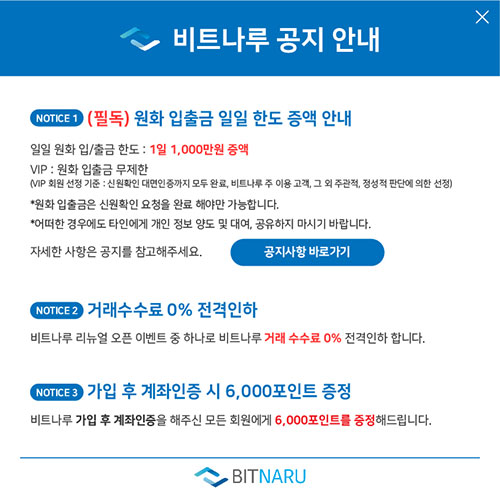 비트나루 공지 안내
NOTICE 1 (필독) 원화 입출금 일일 한도 증액 안내
일일 원화 입/출금 한도 : 1일 1,000만원 증액
VIP : 원화 입출금 무제한
(VIP 회원 선정 기준 : 신원확인 대면인증까지 모두 완료, 비트나루 주 이용 고객, 그 외 주관적, 정성적 판단에 의한 선정)
*원화 입출금은 신원확인 요청을 완료 해야만 가능합니다.
*어떠한 경우에도 타인에게 개인 정보 양도 및 대여, 공유하지 마시기 바랍니다.
자세한 사항은 공지를 참고해주세요. 공지사항 바로가기
NOTICE 2 거래수수료 0% 전격인하
비트나루 리뉴얼 오픈 이벤트 중 하나로 비트나루 거래 수수료 0% 전격인하 합니다.
NOTICE 3 가입 후 계좌인증 시 6,000포인트 증정
비트나루 가입 후 계좌인증을 해주신 모든 회원에게 6,000포인트를 증정해드립니다.
BITNARU